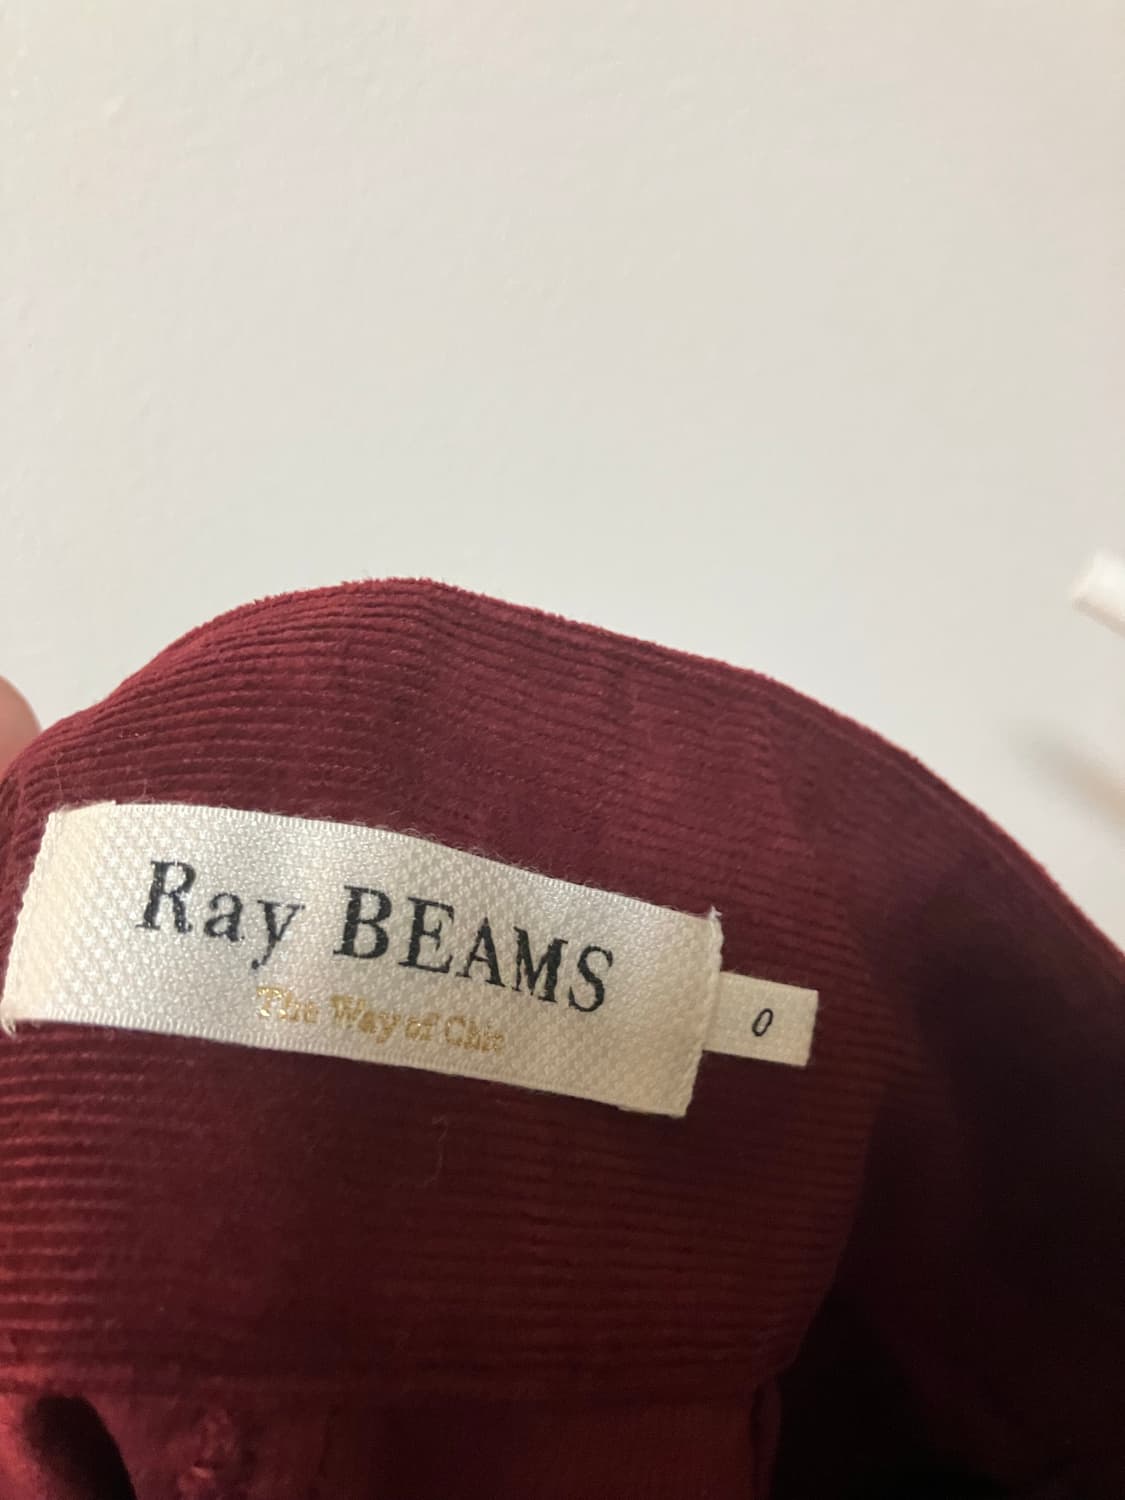 Ray BEAMS
The Way of Chic
0